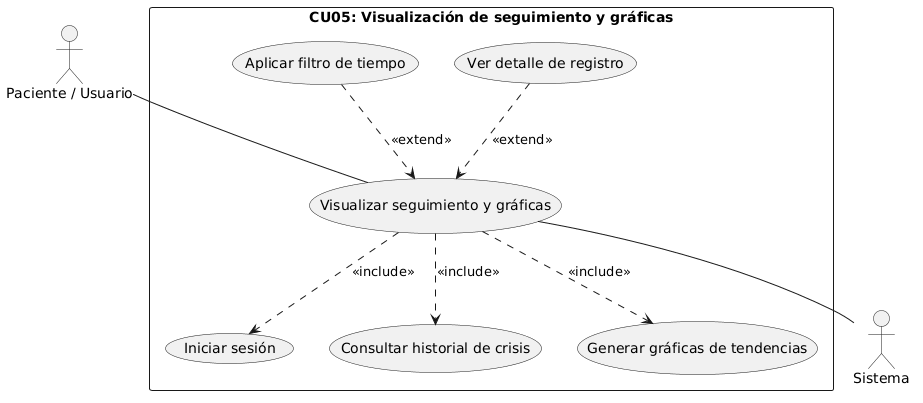 CU05: Visualización de seguimiento y gráficas
Aplicar filtro de tiempo
Ver detalle de registro
Paciente / Usuario
«extend»
«extend»
Visualizar seguimiento y gráficas
«include»
«include»
«include»
Iniciar sesión
Consultar historial de crisis
Generar gráficas de tendencias
Sistema